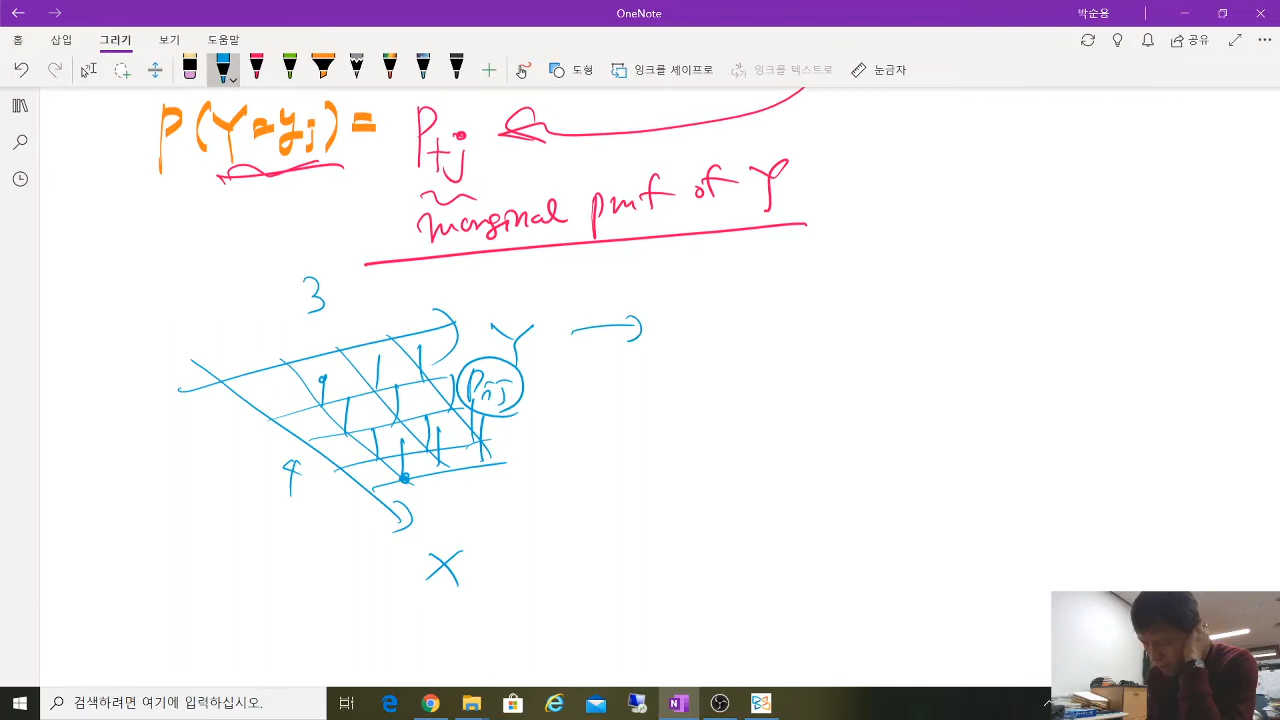 OneNote
박순용
홈 삽입 그리기 보기 도움말
공유
도형 잉크를 셰이프로 잉크를 텍스트로 눈금자
P(Y=yj) = P+j
marginal pmf of Y
3
Y
Pij
4
X
검색하려면 여기에 입력하십시오.